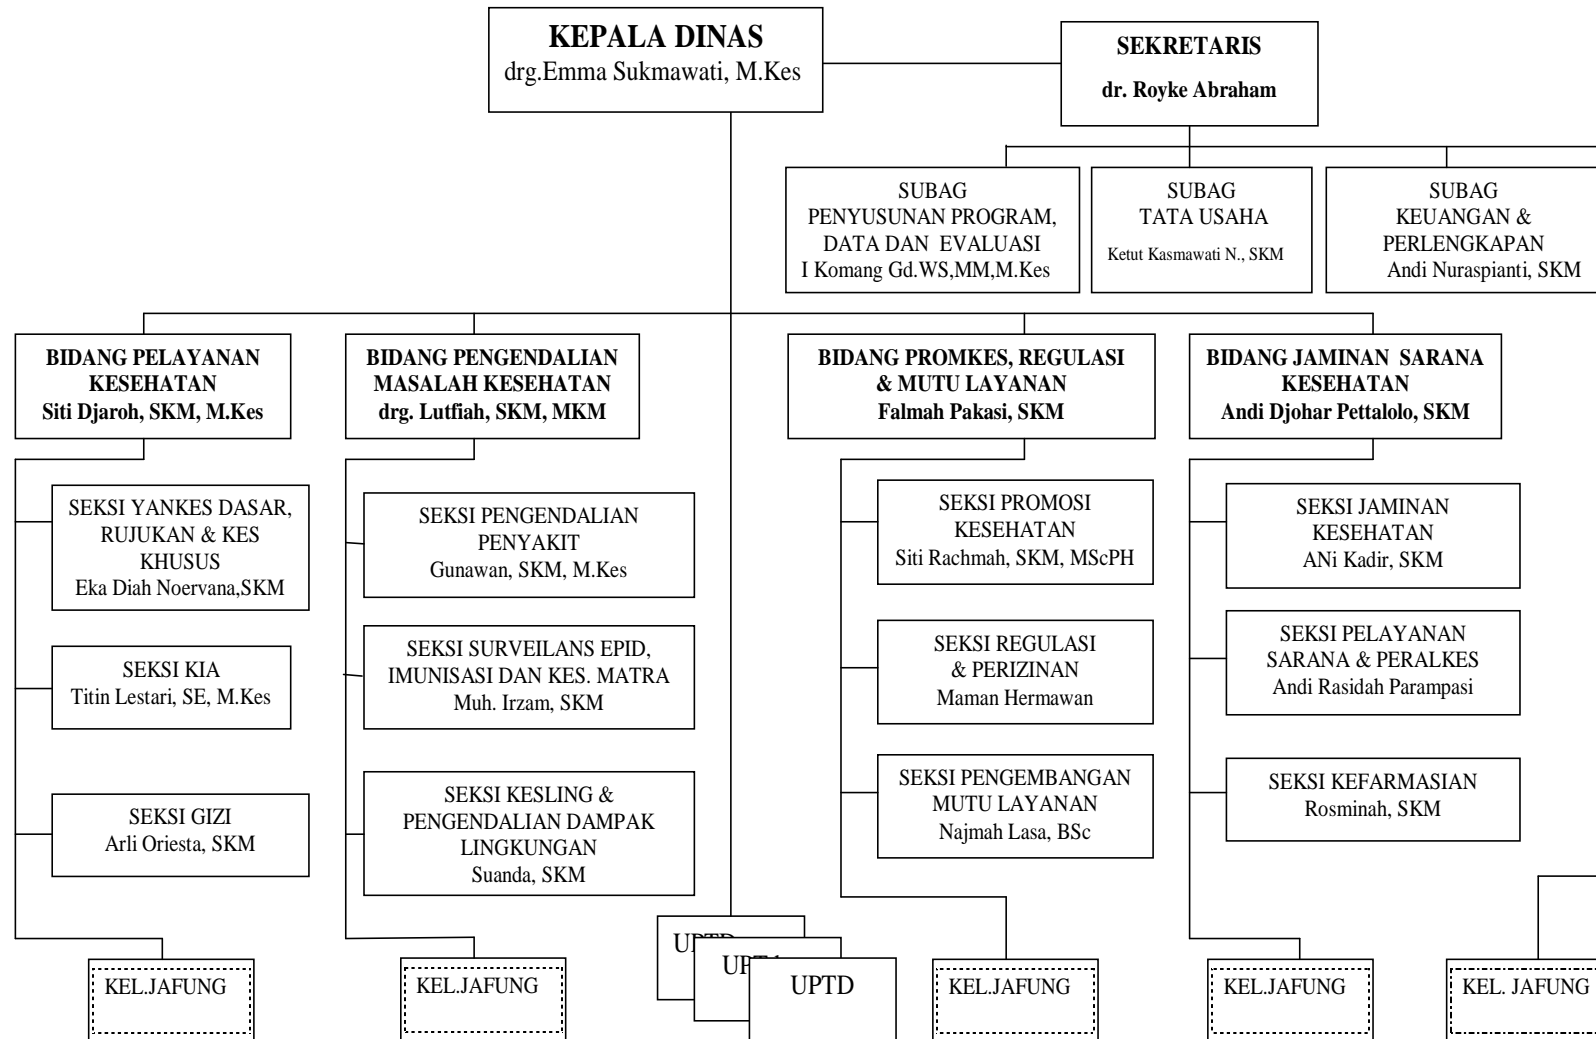 KEPALA DINAS
drg.Emma Sukmawati, M.Kes
SEKRETARIS
dr. Royke Abraham
SUBAG
PENYUSUNAN PROGRAM,
DATA DAN EVALUASI
I Komang Gd.WS,MM,M.Kes
SUBAG
TATA USAHA
Ketut Kasmawati N., SKM
SUBAG
KEUANGAN &
PERLENGKAPAN
Andi Nuraspianti, SKM
BIDANG PELAYANAN
KESEHATAN
Siti Djaroh, SKM, M.Kes
BIDANG PENGENDALIAN
MASALAH KESEHATAN
drg. Lutfiah, SKM, MKM
BIDANG PROMKES, REGULASI
& MUTU LAYANAN
Falmah Pakasi, SKM
BIDANG JAMINAN SARANA
KESEHATAN
Andi Djohar Pettalolo, SKM
SEKSI YANKES DASAR,
RUJUKAN & KES
KHUSUS
Eka Diah Noervana,SKM
SEKSI KIA
Titin Lestari, SE, M.Kes
SEKSI GIZI
Arli Oriesta, SKM
SEKSI PENGENDALIAN
PENYAKIT
Gunawan, SKM, M.Kes
SEKSI SURVEILANS EPID,
IMUNISASI DAN KES. MATRA
Muh. Irzam, SKM
SEKSI KESLING &
PENGENDALIAN DAMPAK
LINGKUNGAN
Suanda, SKM
SEKSI PROMOSI
KESEHATAN
Siti Rachmah, SKM, MScPH
SEKSI REGULASI
& PERIZINAN
Maman Hermawan
SEKSI PENGEMBANGAN
MUTU LAYANAN
Najmah Lasa, BSc
SEKSI JAMINAN
KESEHATAN
ANi Kadir, SKM
SEKSI PELAYANAN
SARANA & PERALKES
Andi Rasidah Parampasi
SEKSI KEFARMASIAN
Rosminah, SKM
KEL.JAFUNG
KEL.JAFUNG
UPTD
KEL.JAFUNG
KEL.JAFUNG
KEL. JAFUNG